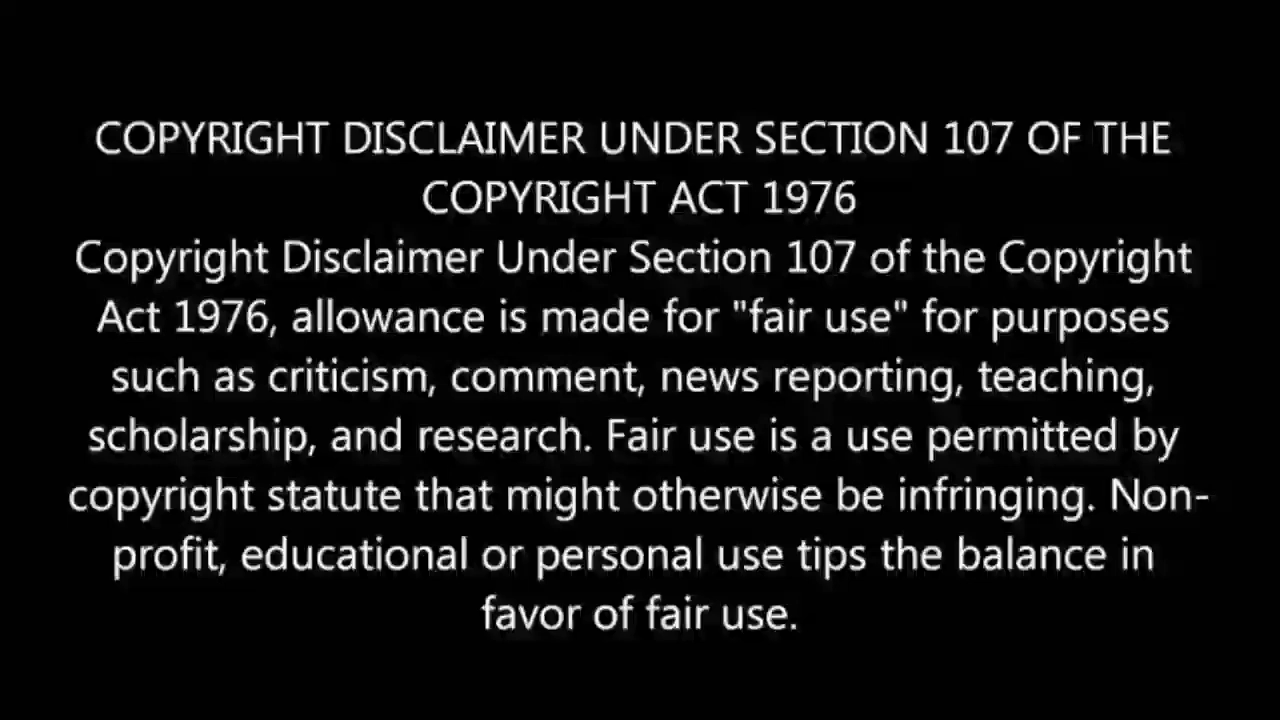 COPYRIGHT DISCLAIMER UNDER SECTION 107 OF THE
COPYRIGHT ACT 1976
Copyright Disclaimer Under Section 107 of the Copyright
Act 1976, allowance is made for "fair use" for purposes
such as criticism, comment, news reporting, teaching,
scholarship, and research. Fair use is a use permitted by
copyright statute that might otherwise be infringing. Non-
profit, educational or personal use tips the balance in
favor of fair use.